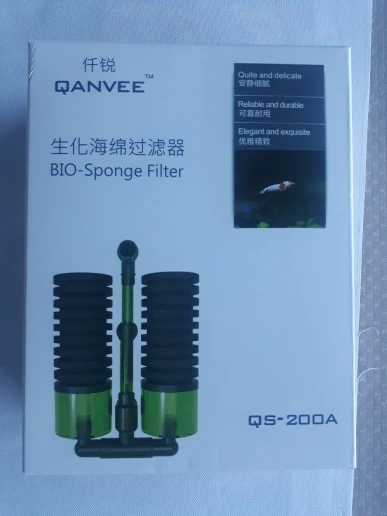 仟锐
QANVEE™
生化海绵过滤器
BIO-Sponge Filter
Quite and delicate
安静细腻
Reliable and durable
可靠耐用
Elegant and exquisite
优雅精致
QS-200A